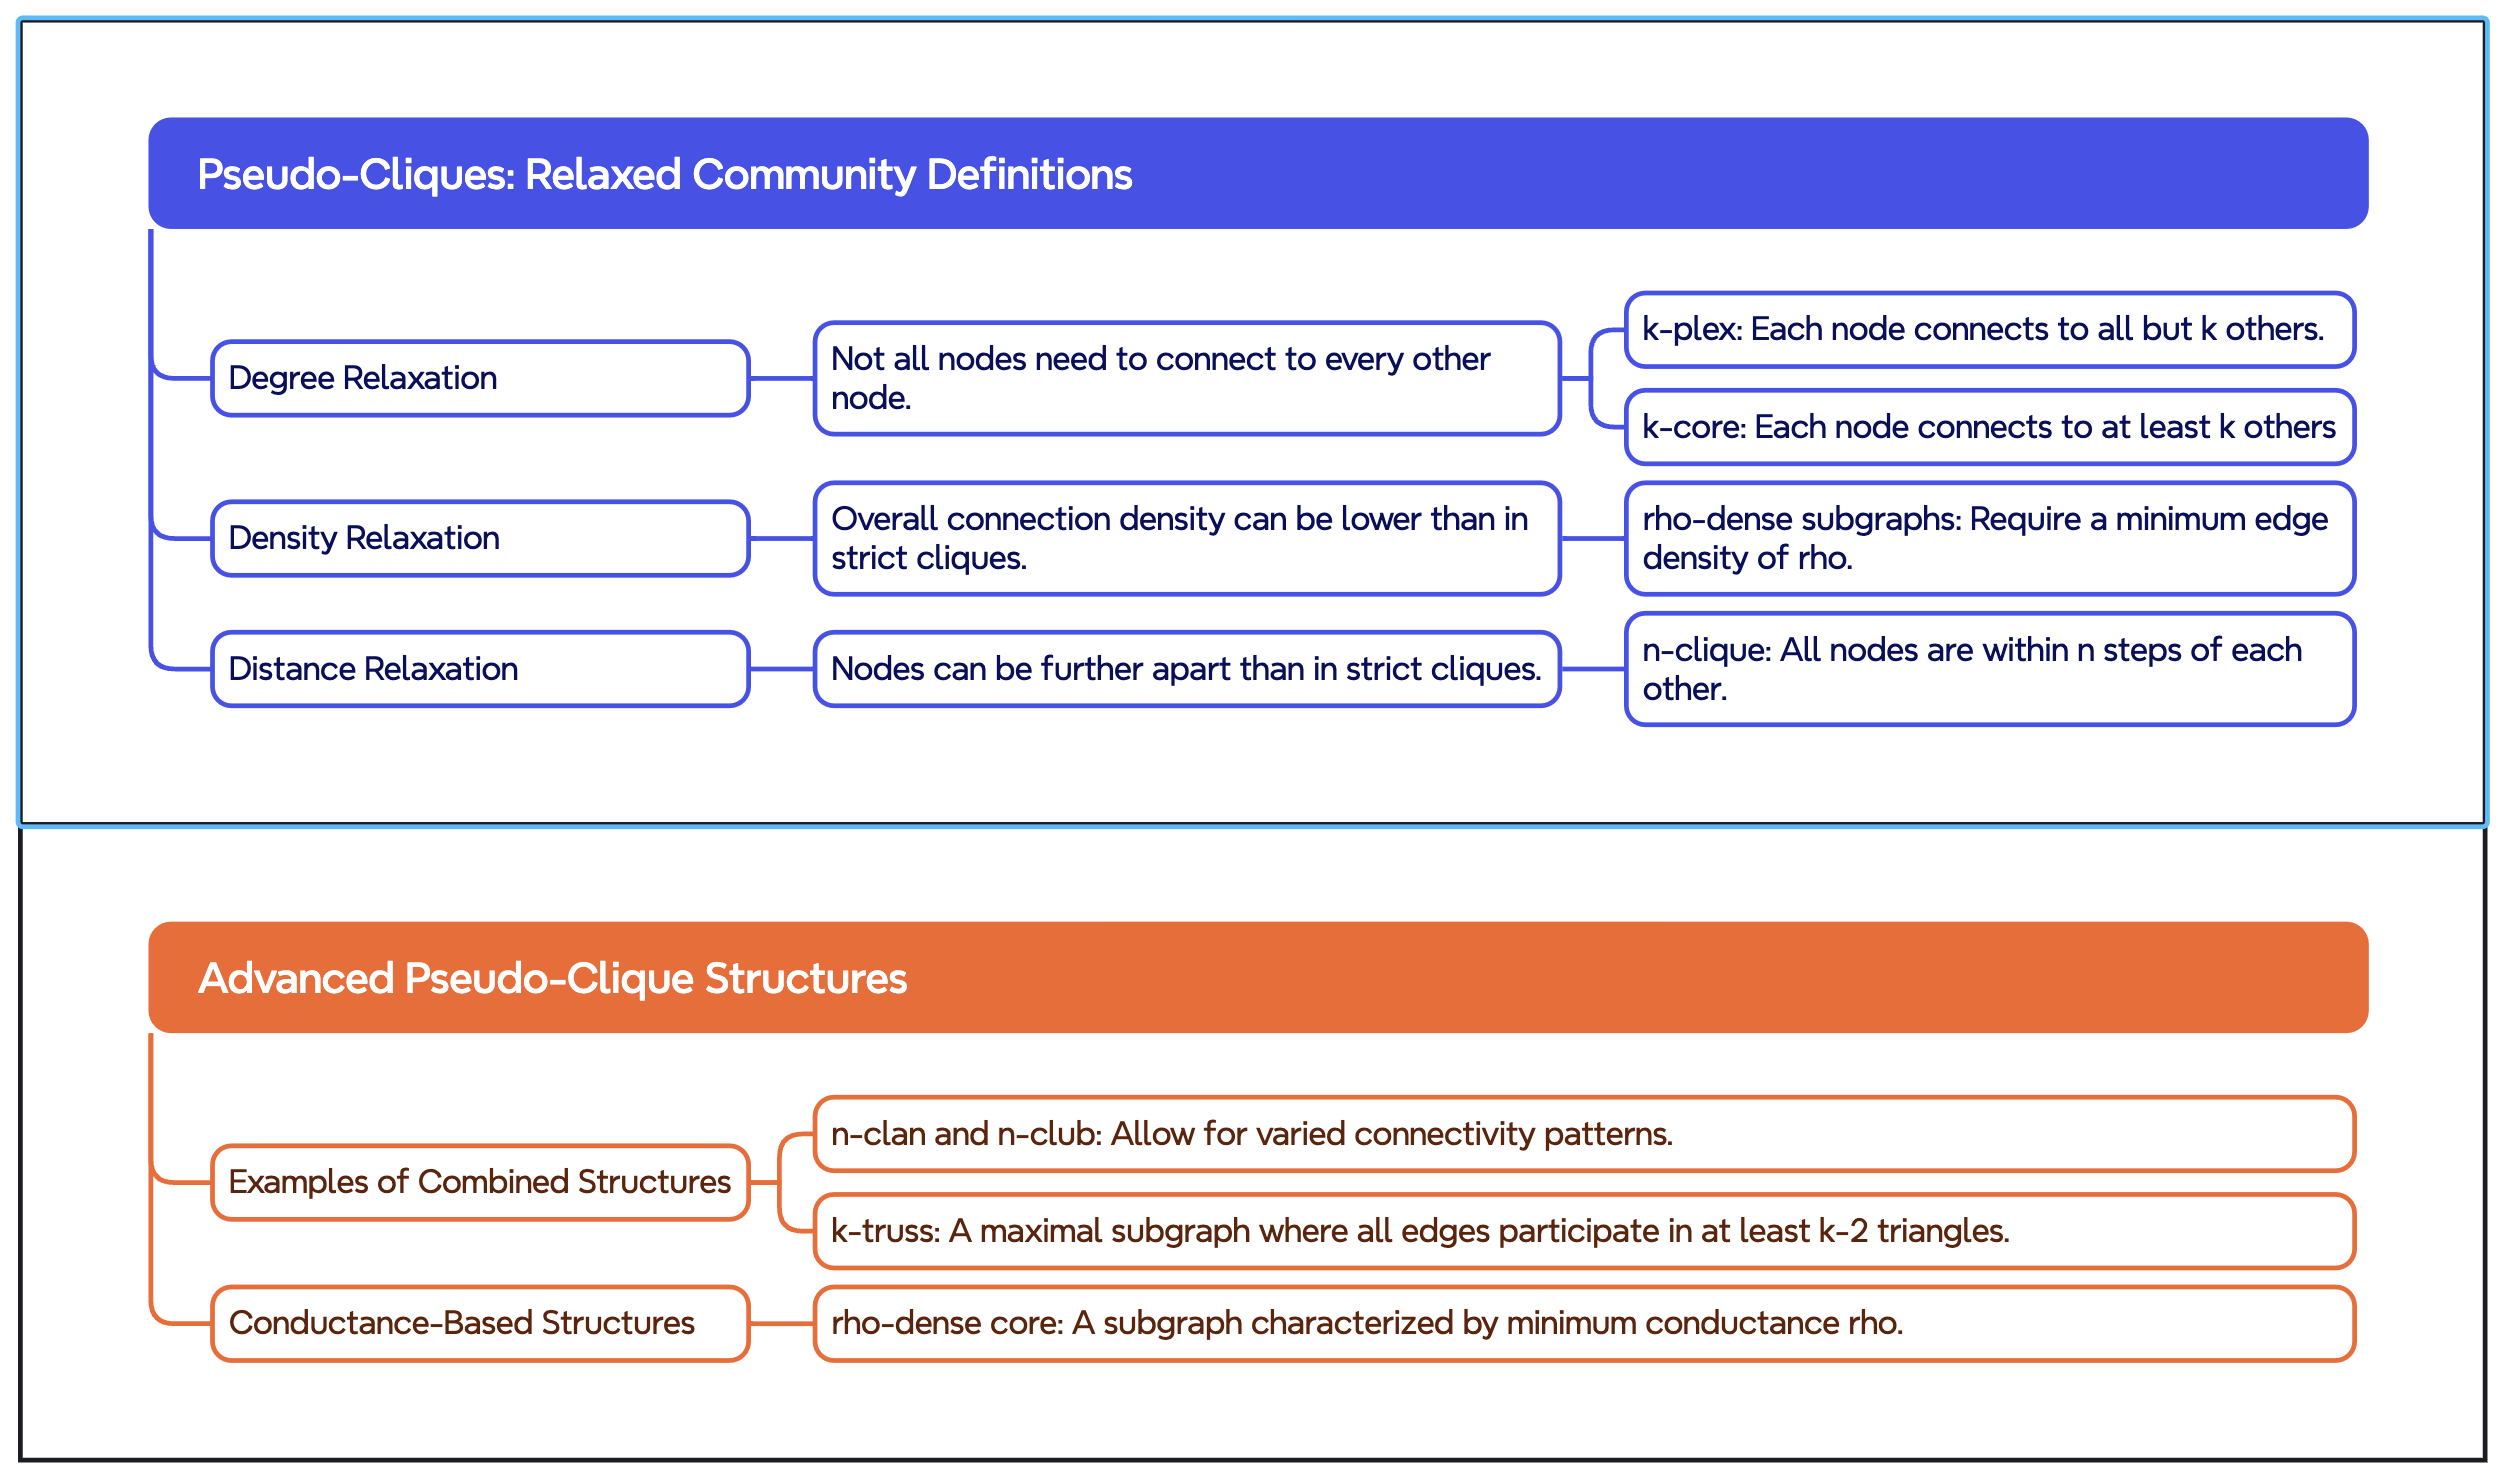 Pseudo-Cliques: Relaxed Community Definitions
Degree Relaxation
Not all nodes need to connect to every other
node.
k-plex: Each node connects to all but k others.
k-core: Each node connects to at least k others
Density Relaxation
Overall connection density can be lower than in
strict cliques.
rho-dense subgraphs: Require a minimum edge
density of rho.
Distance Relaxation
Nodes can be further apart than in strict cliques.
n-clique: All nodes are within n steps of each
other.
Advanced Pseudo-Clique Structures
Examples of Combined Structures
n-clan and n-club: Allow for varied connectivity patterns.
k-truss: A maximal subgraph where all edges participate in at least k-2 triangles.
Conductance-Based Structures
rho-dense core: A subgraph characterized by minimum conductance rho.